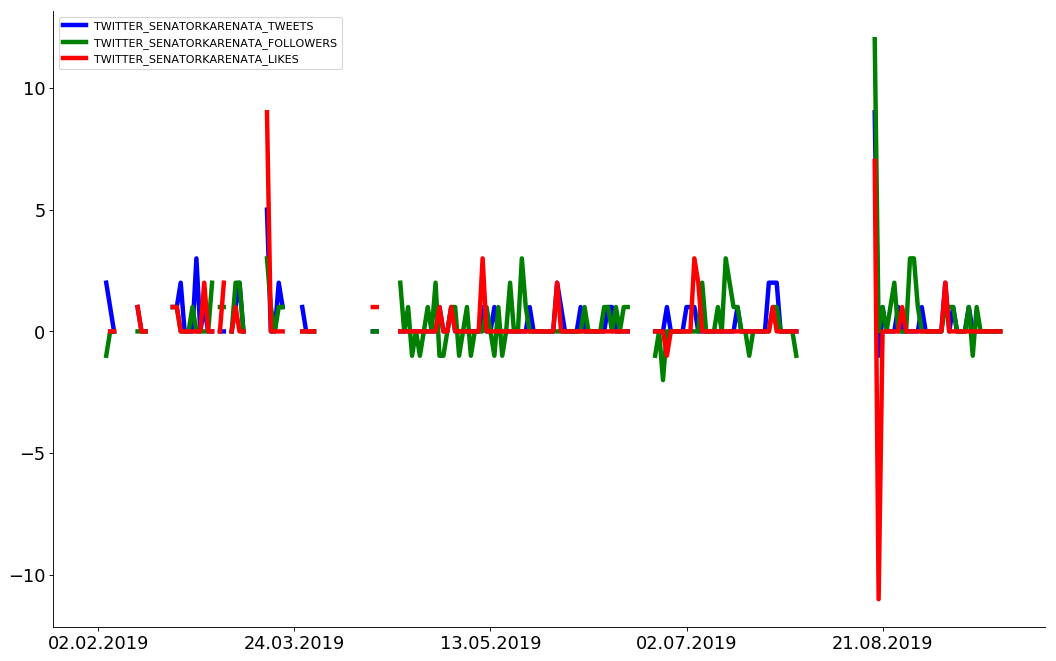 TWITTER_SENATORKARENATA_TWEETS
TWITTER_SENATORKARENATA_FOLLOWERS
TWITTER_SENATORKARENATA_LIKES
10
5
0
−5
−10
02.02.2019 24.03.2019 13.05.2019 02.07.2019 21.08.2019